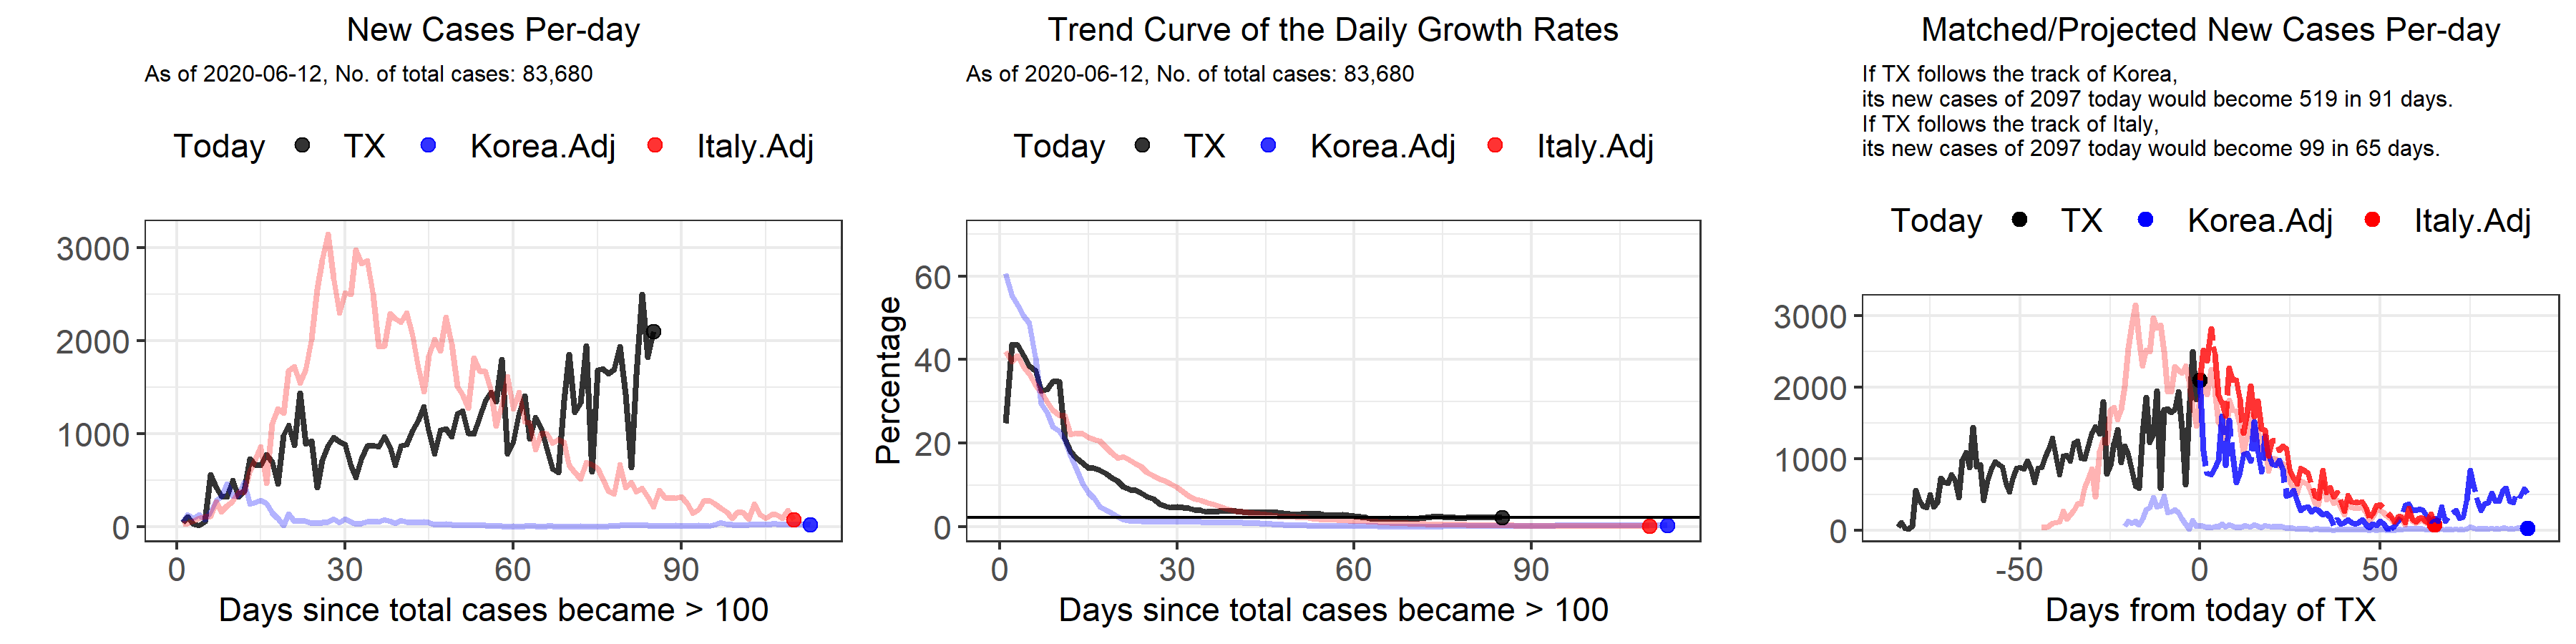 New Cases Per-day
As of 2020-06-12, No. of total cases: 83,680
Today TX Korea.Adj Italy.Adj
3000
2000
1000
0
0 30 60 90
Days since total cases became > 100
Trend Curve of the Daily Growth Rates
As of 2020-06-12, No. of total cases: 83,680
Today TX Korea.Adj Italy.Adj
Percentage
60
40
20
0
0 30 60 90
Days since total cases became > 100
Matched/Projected New Cases Per-day
If TX follows the track of Korea,
its new cases of 2097 today would become 519 in 91 days.
If TX follows the track of Italy,
its new cases of 2097 today would become 99 in 65 days.
Today TX Korea.Adj Italy.Adj
3000
2000
1000
0
-50 0 50
Days from today of TX